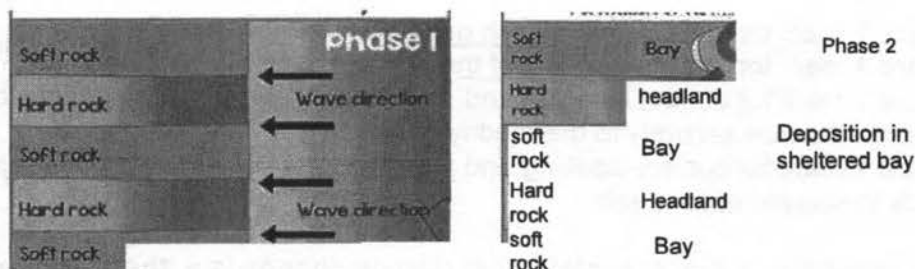 Phase 1
Soft rock
Hard rock
Wave direction
Soft rock
Hard rock
Wave direction
Soft rock
Soft
rock
Bay
Phase 2
Hard
rock
headland
soft
rock
Bay
Deposition in
sheltered bay
Hard
rock
Headland
soft
rock
Bay